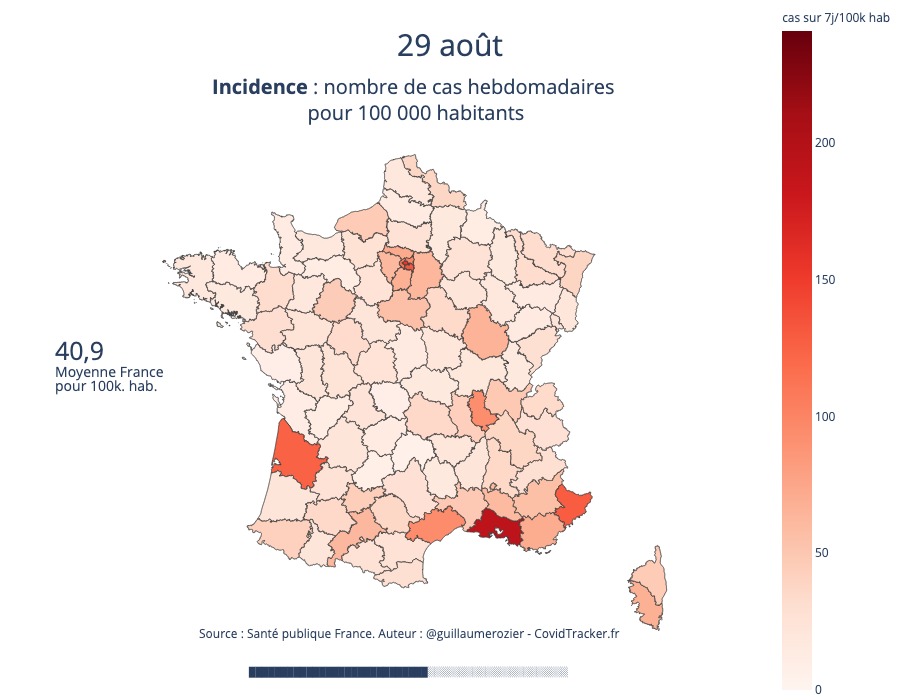 cas sur 7j/100k hab
29 août
Incidence : nombre de cas hebdomadaires
pour 100 000 habitants
200
150
40,9
Moyenne France
pour 100k. hab.
100
50
Source : Santé publique France. Auteur : @guillaumerozier - CovidTracker.fr
0